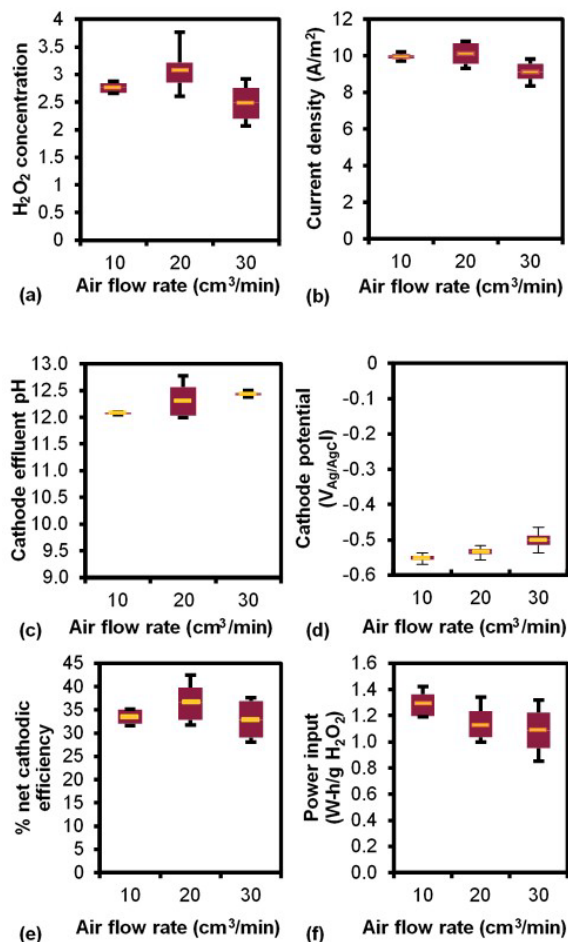 H₂O₂ concentration
4
3.5
3
2.5
2
1.5
1
0.5
0
10 20 30
(a) Air flow rate (cm³/min)
Current density (A/m²)
12
10
8
6
4
2
0
10 20 30
(b) Air flow rate (cm³/min)
Cathode effluent pH
13.0
12.5
12.0
11.5
11.0
10.5
10.0
9.5
9.0
10 20 30
(c) Air flow rate (cm³/min)
Cathode potential
(V_Ag/AgCl)
0
-0.1
-0.2
-0.3
-0.4
-0.5
-0.6
10 20 30
(d) Air flow rate (cm³/min)
% net cathodic
efficiency
45
40
35
30
25
20
15
10
5
0
10 20 30
(e) Air flow rate (cm³/min)
Power input
(W-h/g H₂O₂)
1.6
1.4
1.2
1.0
0.8
0.6
0.4
0.2
0.0
10 20 30
(f) Air flow rate (cm³/min)